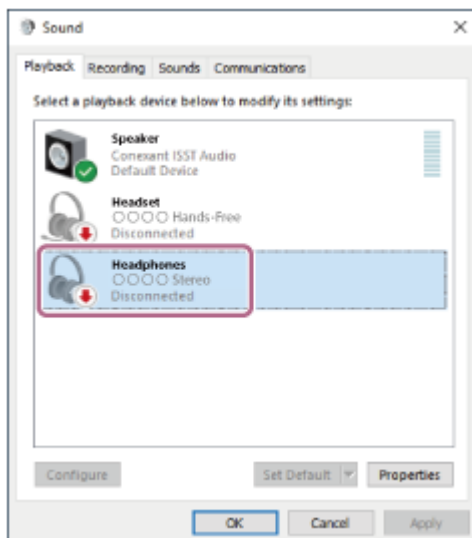 Sound
Playback Recording Sounds Communications
Select a playback device below to modify its settings:
Speaker
Conexant ISST Audio
Default Device
Headset
○○○○ Hands-Free
Disconnected
Headphones
○○○○ Stereo
Disconnected
Configure Set Default Properties
OK Cancel Apply